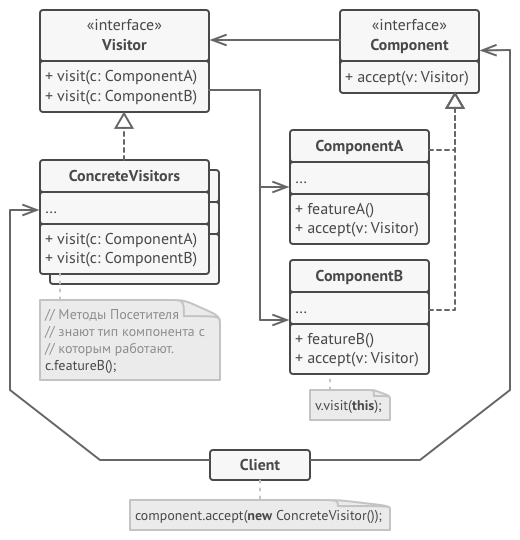 «interface»
Visitor
+ visit(c: ComponentA)
+ visit(c: ComponentB)
«interface»
Component
+ accept(v: Visitor)
ConcreteVisitors
...
+ visit(c: ComponentA)
+ visit(c: ComponentB)
ComponentA
...
+ featureA()
+ accept(v: Visitor)
ComponentB
...
+ featureB()
+ accept(v: Visitor)
// Методы Посетителя
// знают тип компонента с
// которым работают.
c.featureB();
v.visit(this);
Client
component.accept(new ConcreteVisitor());